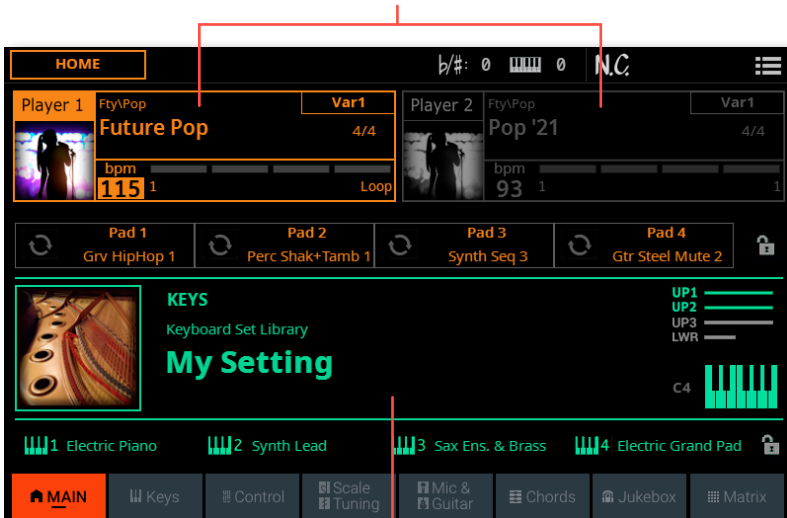 HOME
♭/#: 0
0
N.C.
Player 1
Fty\Pop
Var1
Future Pop
4/4
bpm
115 1
Loop
Player 2
Fty\Pop
Var1
Pop '21
4/4
bpm
93 1
1
Pad 1
Grv HipHop 1
Pad 2
Perc Shak+Tamb 1
Pad 3
Synth Seq 3
Pad 4
Gtr Steel Mute 2
KEYS
Keyboard Set Library
My Setting
UP1
UP2
UP3
LWR
C4
1 Electric Piano
2 Synth Lead
3 Sax Ens. & Brass
4 Electric Grand Pad
MAIN
Keys
Control
Scale
Tuning
Mic &
Guitar
Chords
Jukebox
Matrix